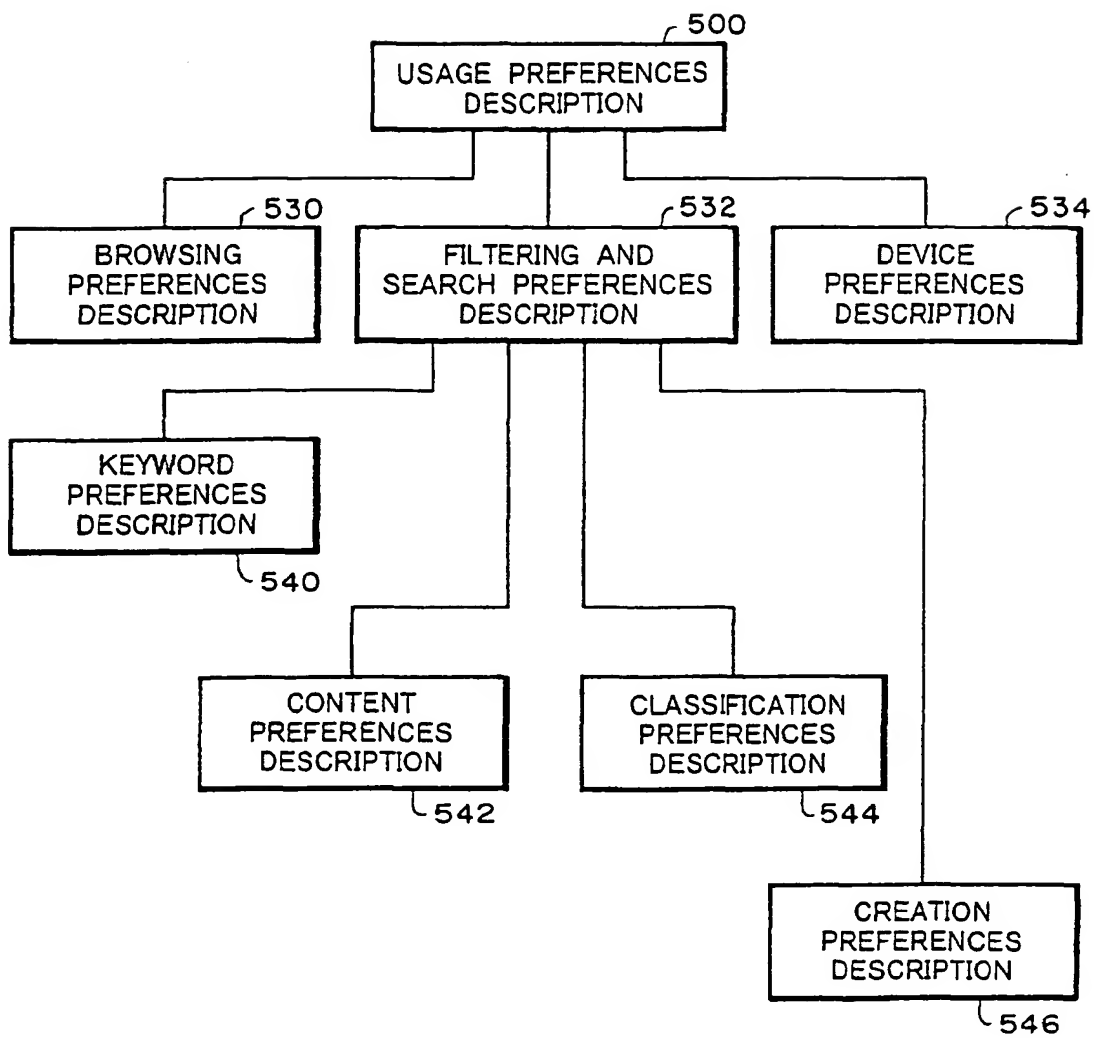 500
USAGE PREFERENCES
DESCRIPTION
530
BROWSING
PREFERENCES
DESCRIPTION
532
FILTERING AND
SEARCH PREFERENCES
DESCRIPTION
534
DEVICE
PREFERENCES
DESCRIPTION
KEYWORD
PREFERENCES
DESCRIPTION
540
CONTENT
PREFERENCES
DESCRIPTION
542
CLASSIFICATION
PREFERENCES
DESCRIPTION
544
CREATION
PREFERENCES
DESCRIPTION
546